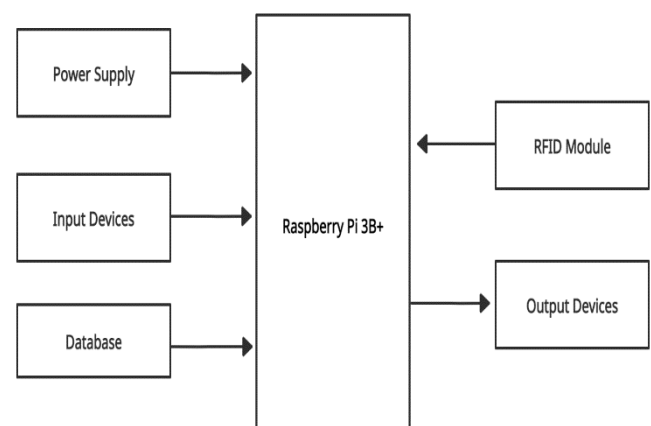 Power Supply
RFID Module
Input Devices
Raspberry Pi 3B+
Output Devices
Database